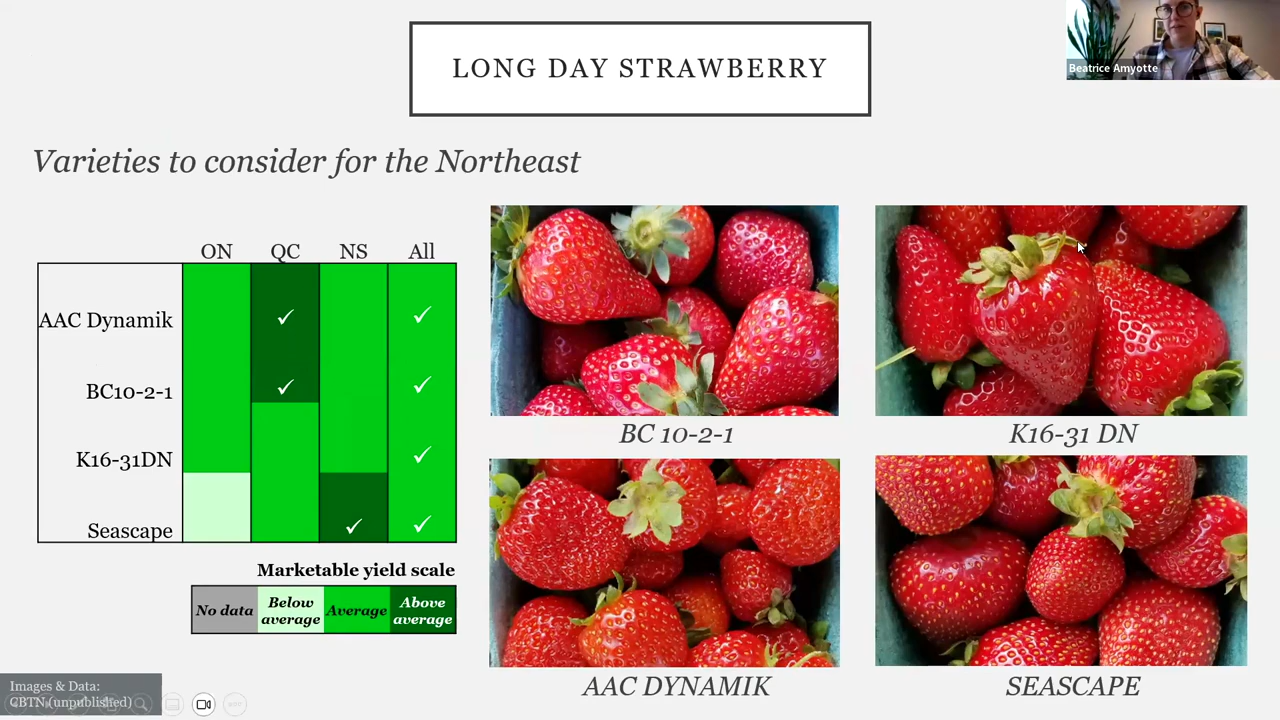 LONG DAY STRAWBERRY
Beatrice Amyotte
Varieties to consider for the Northeast
ON QC NS All
AAC Dynamik ✓ ✓
BC10-2-1 ✓ ✓
K16-31DN ✓
Seascape ✓ ✓
Marketable yield scale
No data Below average Average Above average
BC 10-2-1
K16-31 DN
AAC DYNAMIK
SEASCAPE
Images & Data:
CBTN (unpublished)